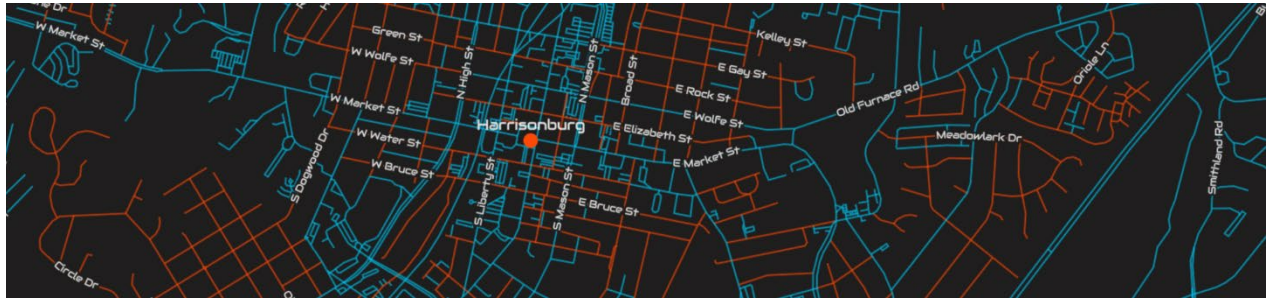 W Market St
Green St
W Wolfe St
N High St
N Mason St
Broad St
Kelley St
E Gay St
E Rock St
Oriole Ln
W Market St
Harrisonburg
E Wolfe St
Old Furnace Rd
E Elizabeth St
W Water St
Meadowlark Dr
E Market St
W Bruce St
S Dogwood Dr
S Liberty St
S Mason St
E Bruce St
Smithland Rd
Circle Dr